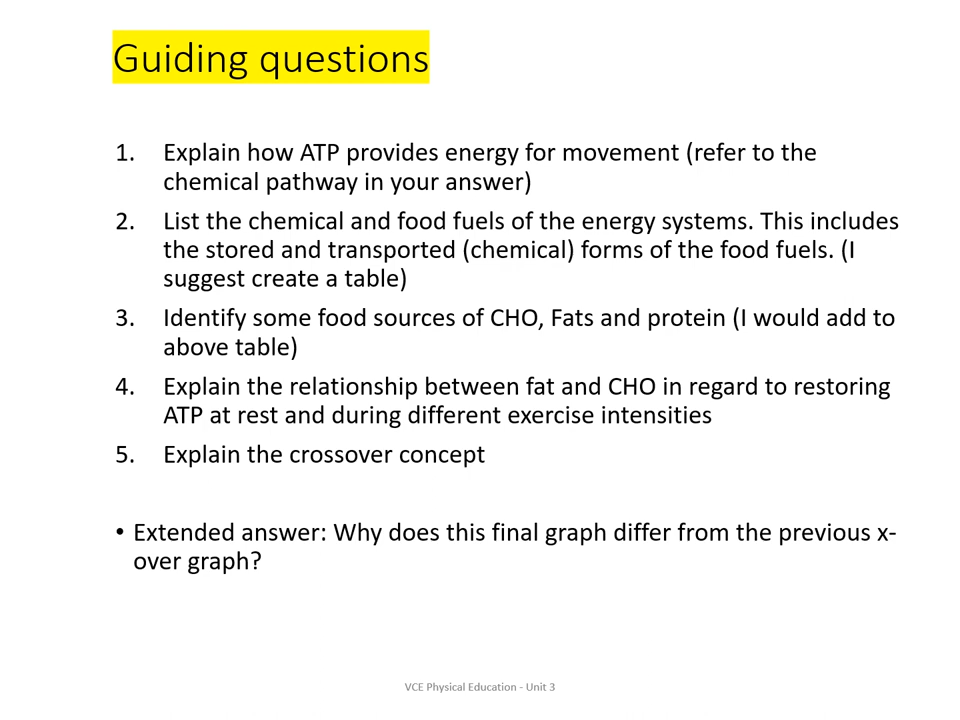 Guiding questions
1. Explain how ATP provides energy for movement (refer to the
chemical pathway in your answer)
2. List the chemical and food fuels of the energy systems. This includes
the stored and transported (chemical) forms of the food fuels. (I
suggest create a table)
3. Identify some food sources of CHO, Fats and protein (I would add to
above table)
4. Explain the relationship between fat and CHO in regard to restoring
ATP at rest and during different exercise intensities
5. Explain the crossover concept
• Extended answer: Why does this final graph differ from the previous x-
over graph?
VCE Physical Education - Unit 3